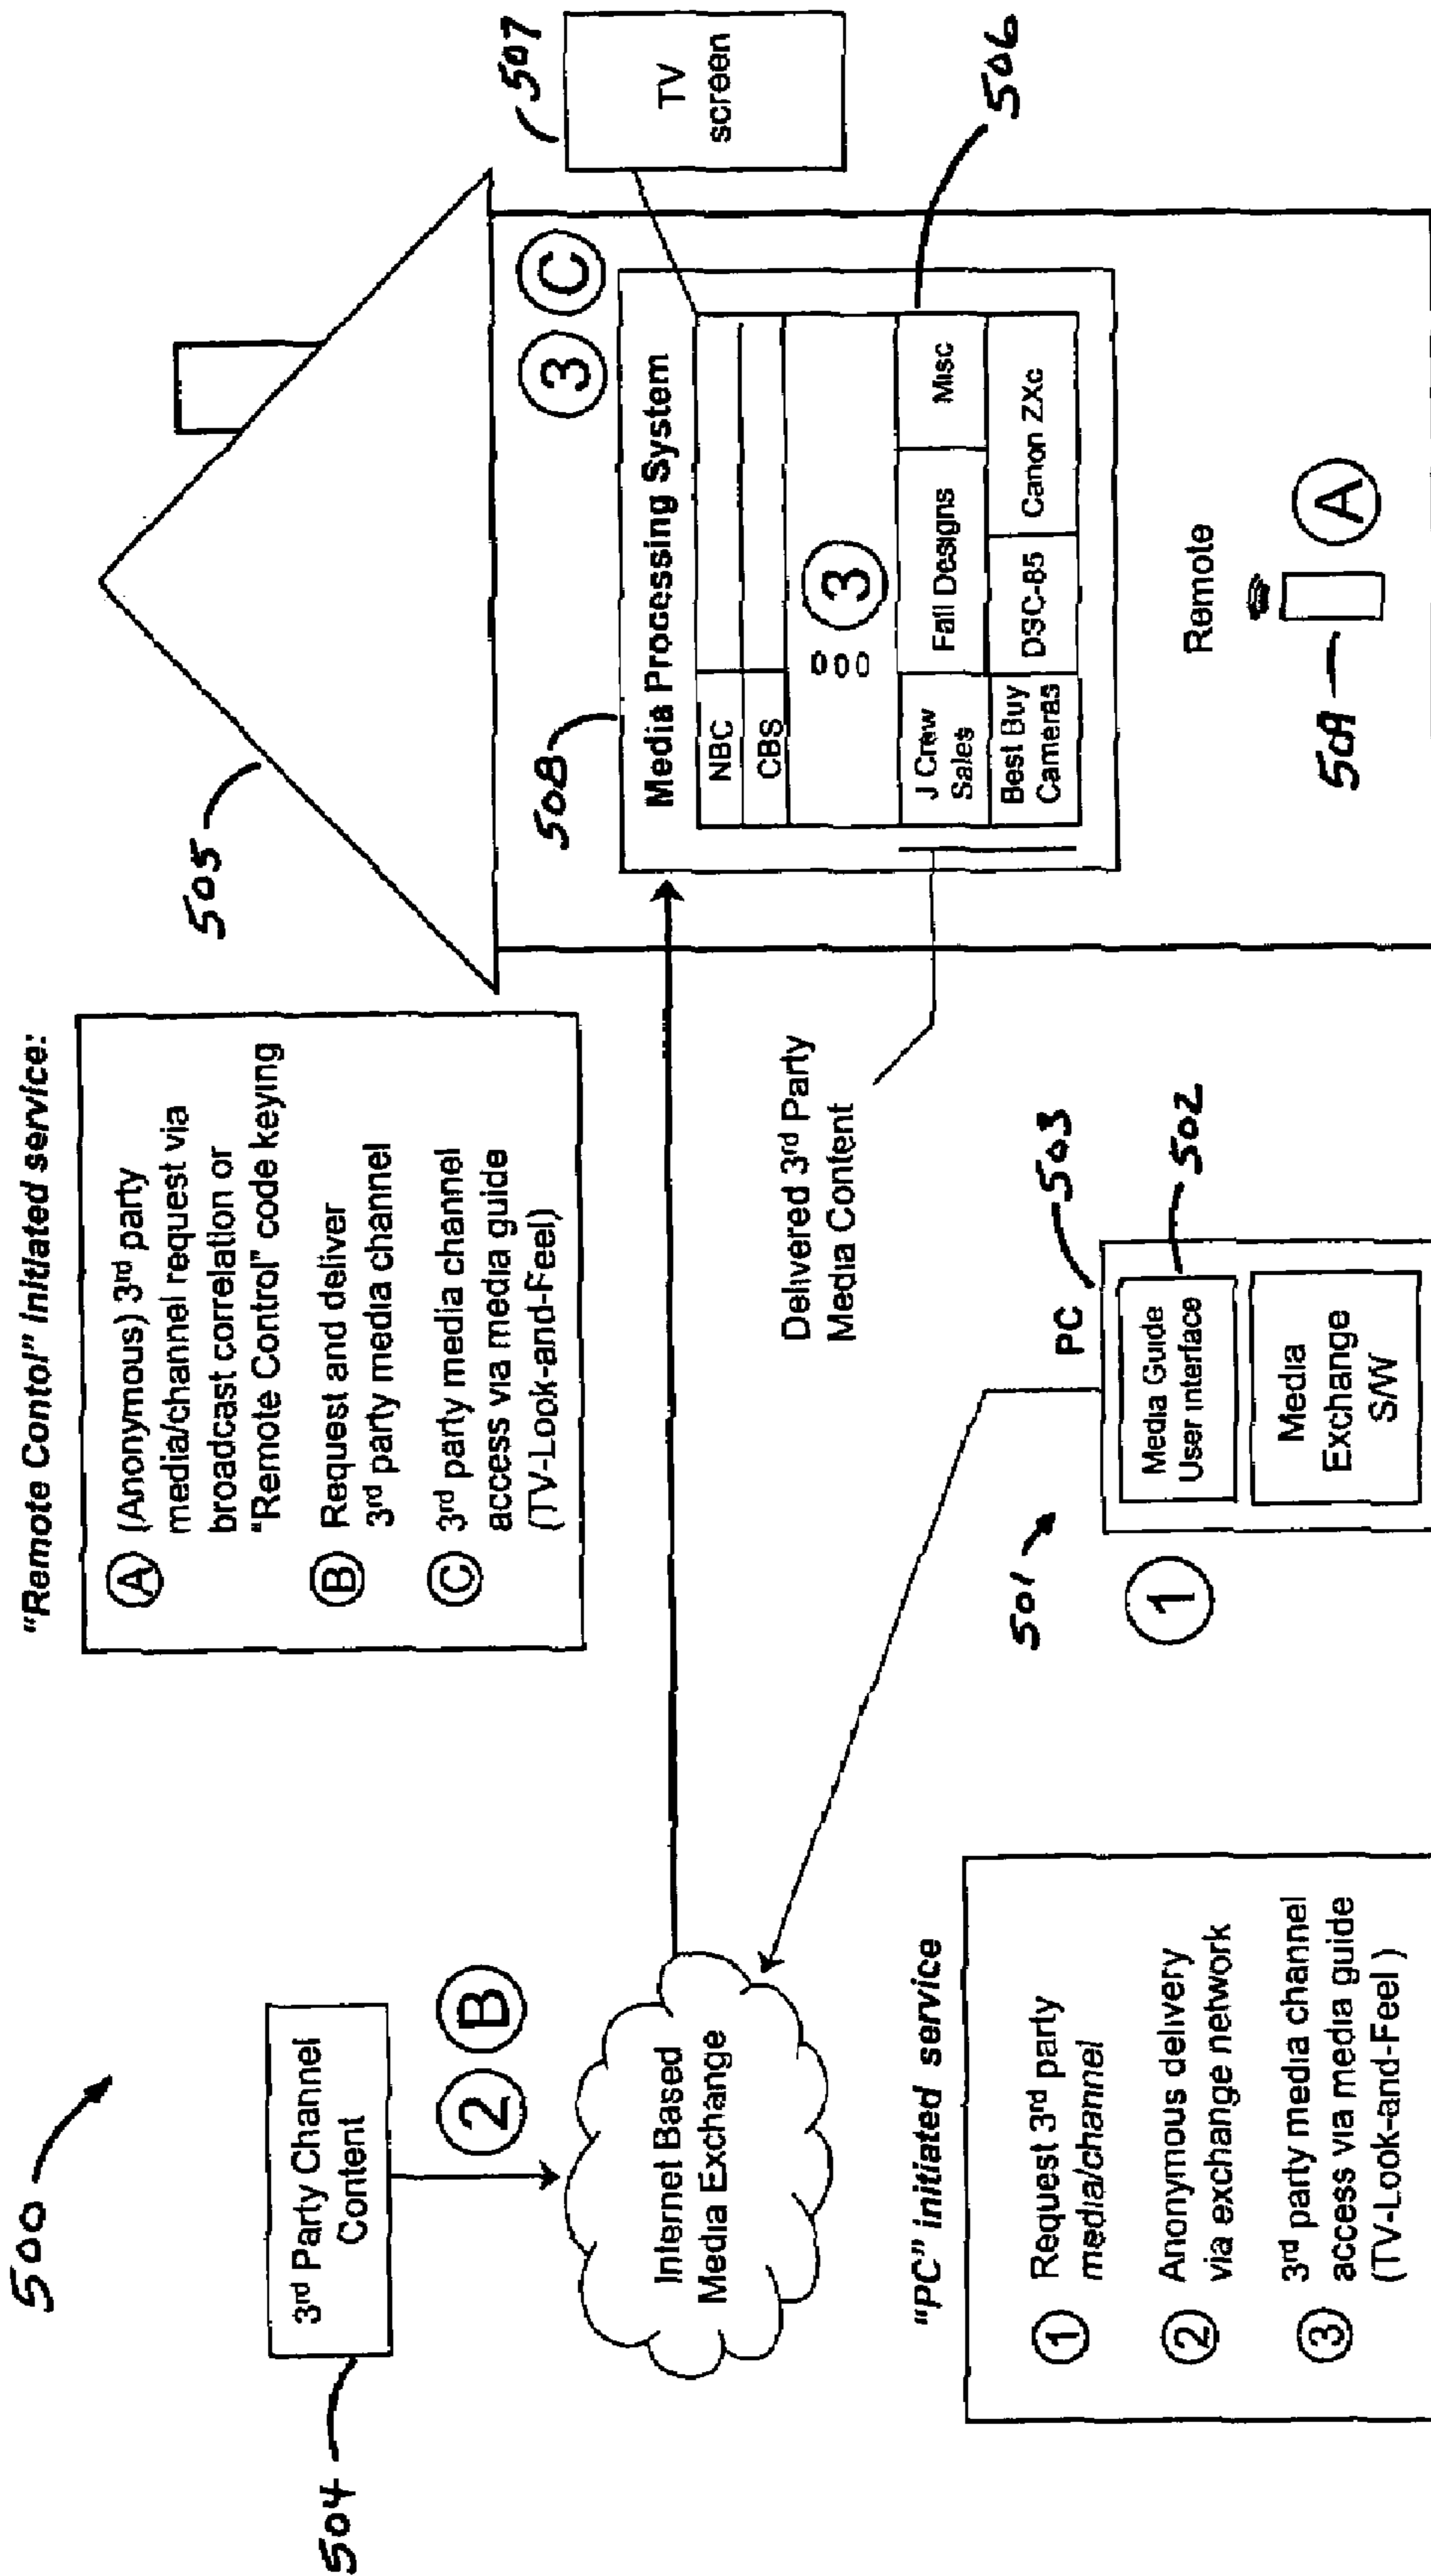 500
504
3rd Party Channel
Content
2 B
Internet Based
Media Exchange
"Remote Contol" initiated service:
A (Anonymous) 3rd party
media/channel request via
broadcast correlation or
"Remote Control" code keying
B Request and deliver
3rd party media channel
C 3rd party media channel
access via media guide
(TV-Look-and-Feel)
"PC" initiated service
1 Request 3rd party
media/channel
2 Anonymous delivery
via exchange network
3 3rd party media channel
access via media guide
(TV-Look-and-Feel )
Delivered 3rd Party
Media Content
501
1
PC
503
502
Media Guide
User interface
Media
Exchange
S/W
505
3 C
508
Media Processing System
NBC
CBS
000
3
J Crew
Sales
Fall Designs
Misc
Best Buy
Cameras
DSC-85
Canon ZXc
507
TV
screen
506
Remote
509
A